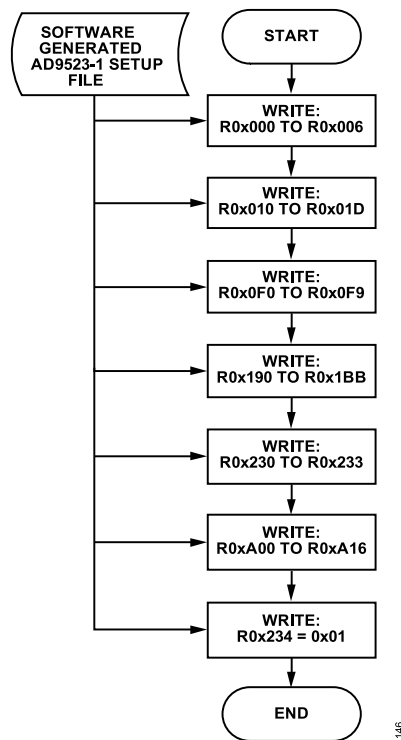 SOFTWARE
GENERATED
AD9523-1 SETUP
FILE
START
WRITE:
R0x000 TO R0x006
WRITE:
R0x010 TO R0x01D
WRITE:
R0x0F0 TO R0x0F9
WRITE:
R0x190 TO R0x1BB
WRITE:
R0x230 TO R0x233
WRITE:
R0xA00 TO R0xA16
WRITE:
R0x234 = 0x01
END
146